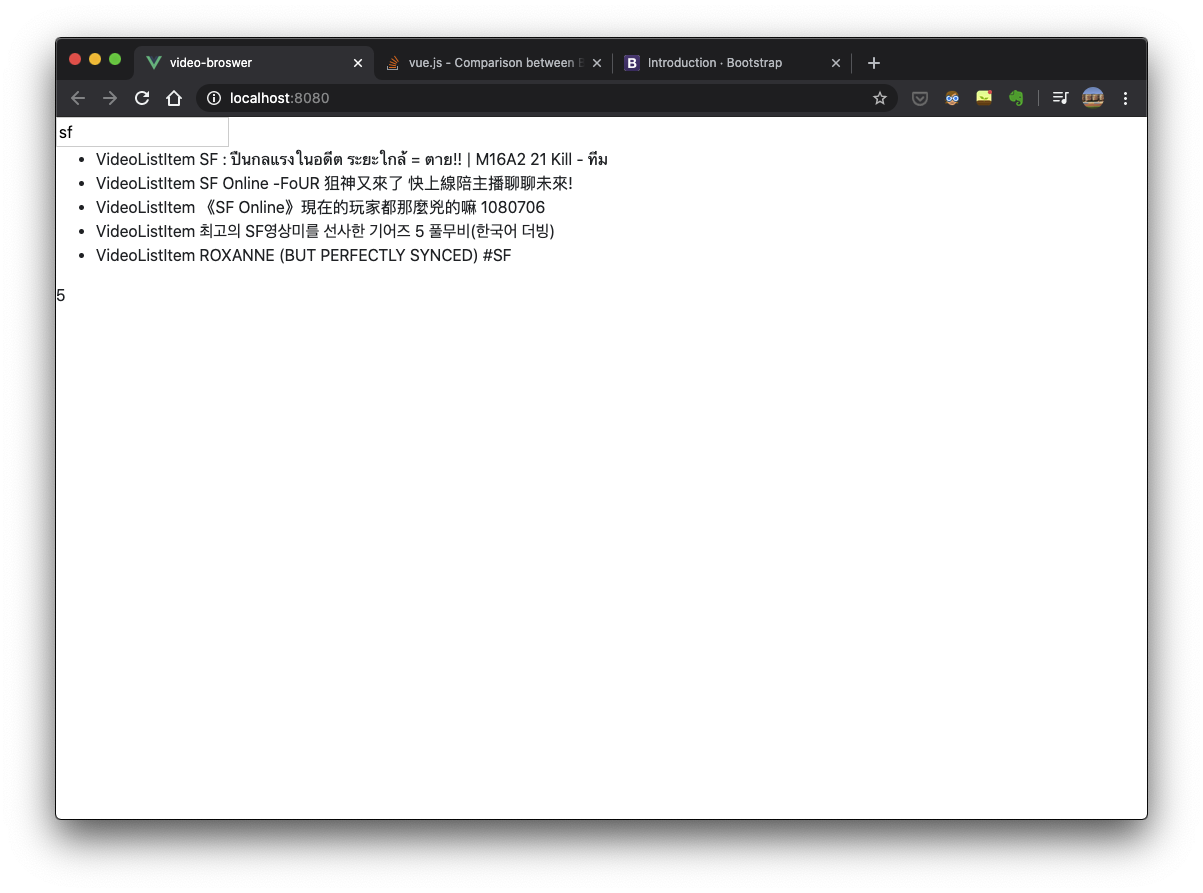 video-broswer
vue.js - Comparison between
Introduction · Bootstrap
localhost:8080
sf
VideoListItem SF : ปืนกลแรงในอดีต ระยะใกล้ = ตาย!! | M16A2 21 Kill - ทีม
VideoListItem SF Online -FoUR 狙神又來了 快上線陪主播聊聊未來!
VideoListItem 《SF Online》現在的玩家都那麼兇的嘛 1080706
VideoListItem 최고의 SF영상미를 선사한 기어즈 5 풀무비(한국어 더빙)
VideoListItem ROXANNE (BUT PERFECTLY SYNCED) #SF
5